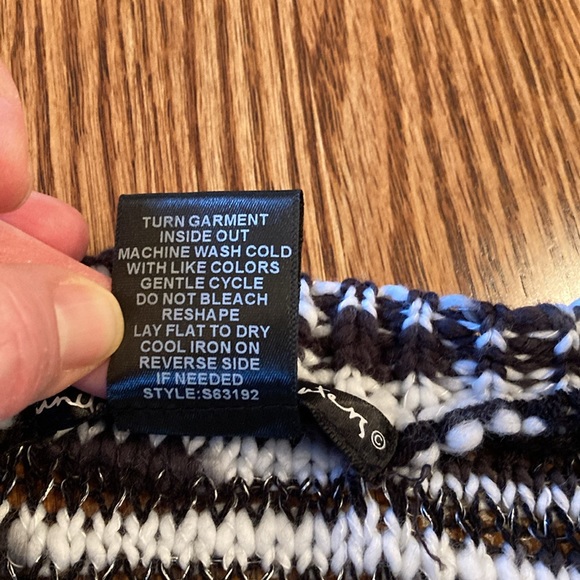 TURN GARMENT
INSIDE OUT
MACHINE WASH COLD
WITH LIKE COLORS
GENTLE CYCLE
DO NOT BLEACH
RESHAPE
LAY FLAT TO DRY
COOL IRON ON
REVERSE SIDE
IF NEEDED
STYLE:S63192
©